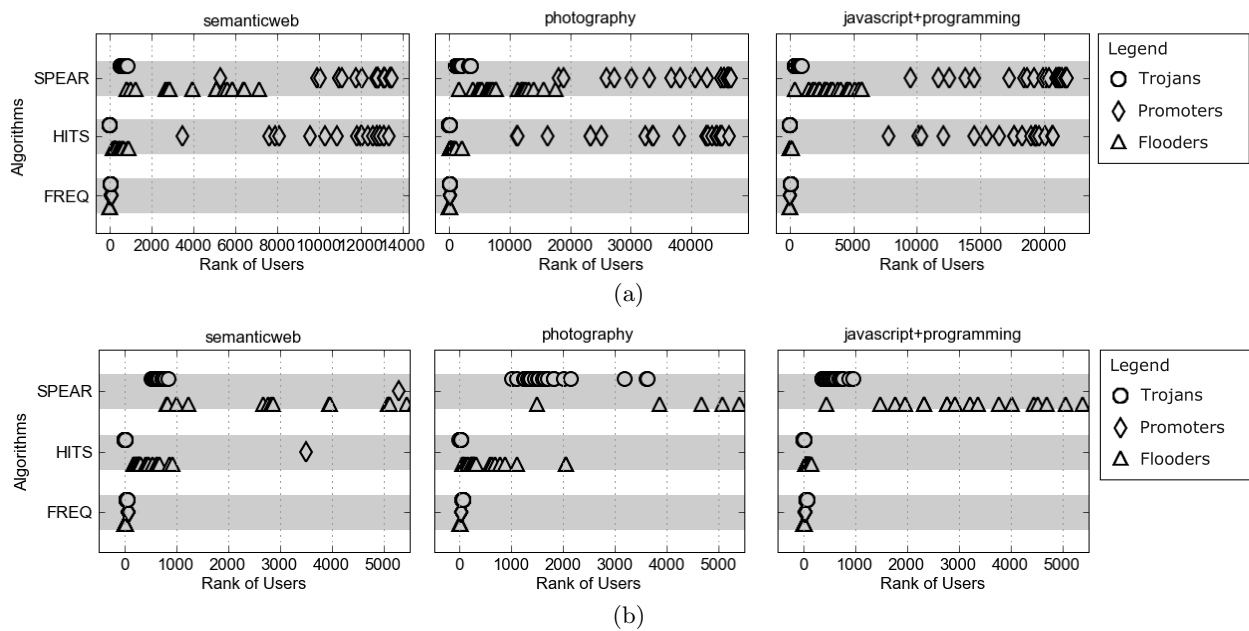 semanticweb
photography
javascript+programming
Algorithms
SPEAR
HITS
FREQ
0 2000 4000 6000 8000 10000 12000 14000
0 10000 20000 30000 40000
0 5000 10000 15000 20000
Rank of Users
Rank of Users
Rank of Users
Legend
Trojans
Promoters
Flooders
(a)
semanticweb
photography
javascript+programming
Algorithms
SPEAR
HITS
FREQ
0 1000 2000 3000 4000 5000
0 1000 2000 3000 4000 5000
0 1000 2000 3000 4000 5000
Rank of Users
Rank of Users
Rank of Users
Legend
Trojans
Promoters
Flooders
(b)